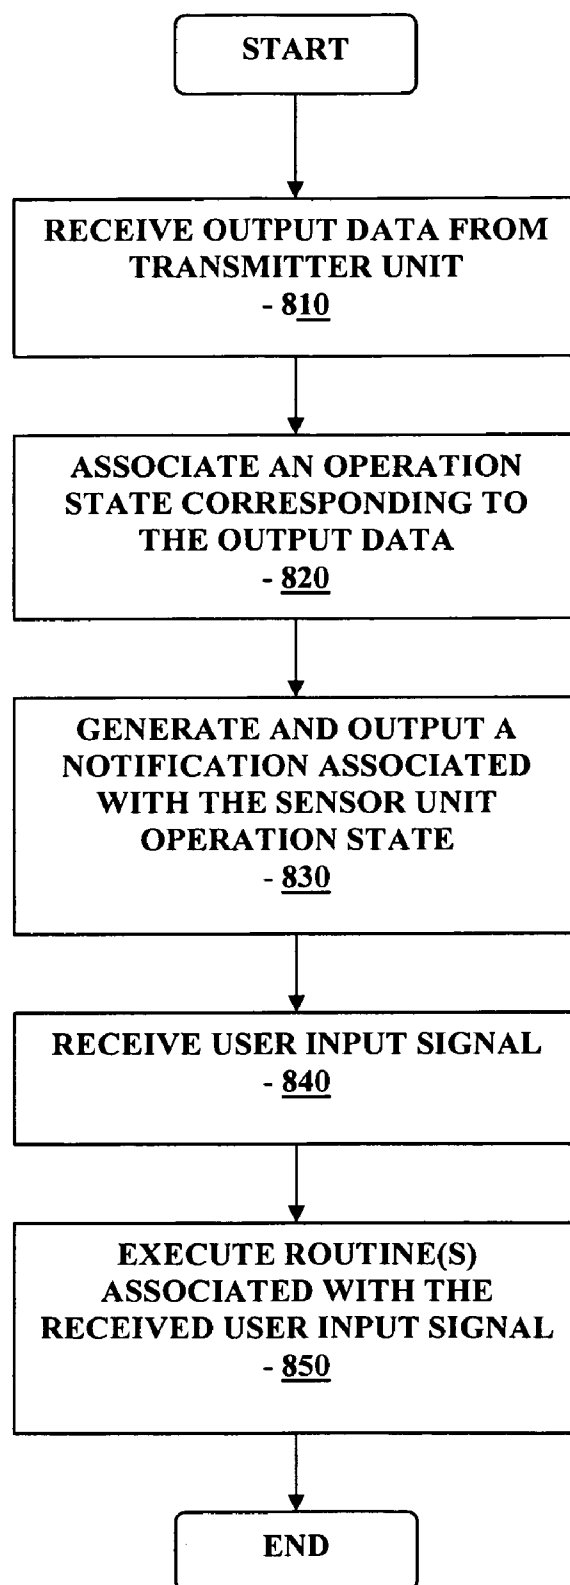 START
RECEIVE OUTPUT DATA FROM
TRANSMITTER UNIT
- 810
ASSOCIATE AN OPERATION
STATE CORRESPONDING TO
THE OUTPUT DATA
- 820
GENERATE AND OUTPUT A
NOTIFICATION ASSOCIATED
WITH THE SENSOR UNIT
OPERATION STATE
- 830
RECEIVE USER INPUT SIGNAL
- 840
EXECUTE ROUTINE(S)
ASSOCIATED WITH THE
RECEIVED USER INPUT SIGNAL
- 850
END